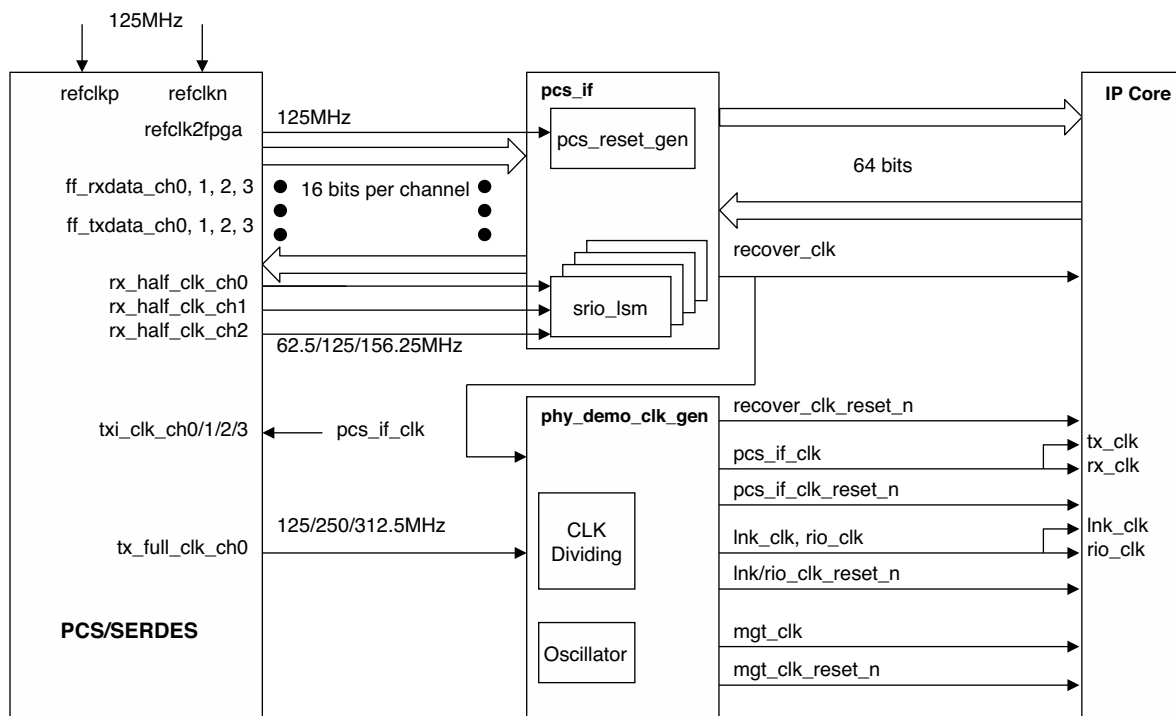 125MHz
refclkp
refclkn
refclk2fpga
125MHz
ff_rxdata_ch0, 1, 2, 3
16 bits per channel
ff_txdata_ch0, 1, 2, 3
rx_half_clk_ch0
rx_half_clk_ch1
rx_half_clk_ch2
62.5/125/156.25MHz
txi_clk_ch0/1/2/3
pcs_if_clk
125/250/312.5MHz
tx_full_clk_ch0
PCS/SERDES
pcs_if
pcs_reset_gen
srio_lsm
64 bits
recover_clk
phy_demo_clk_gen
CLK
Dividing
Oscillator
recover_clk_reset_n
pcs_if_clk
pcs_if_clk_reset_n
lnk_clk, rio_clk
lnk/rio_clk_reset_n
mgt_clk
mgt_clk_reset_n
IP Core
tx_clk
rx_clk
lnk_clk
rio_clk